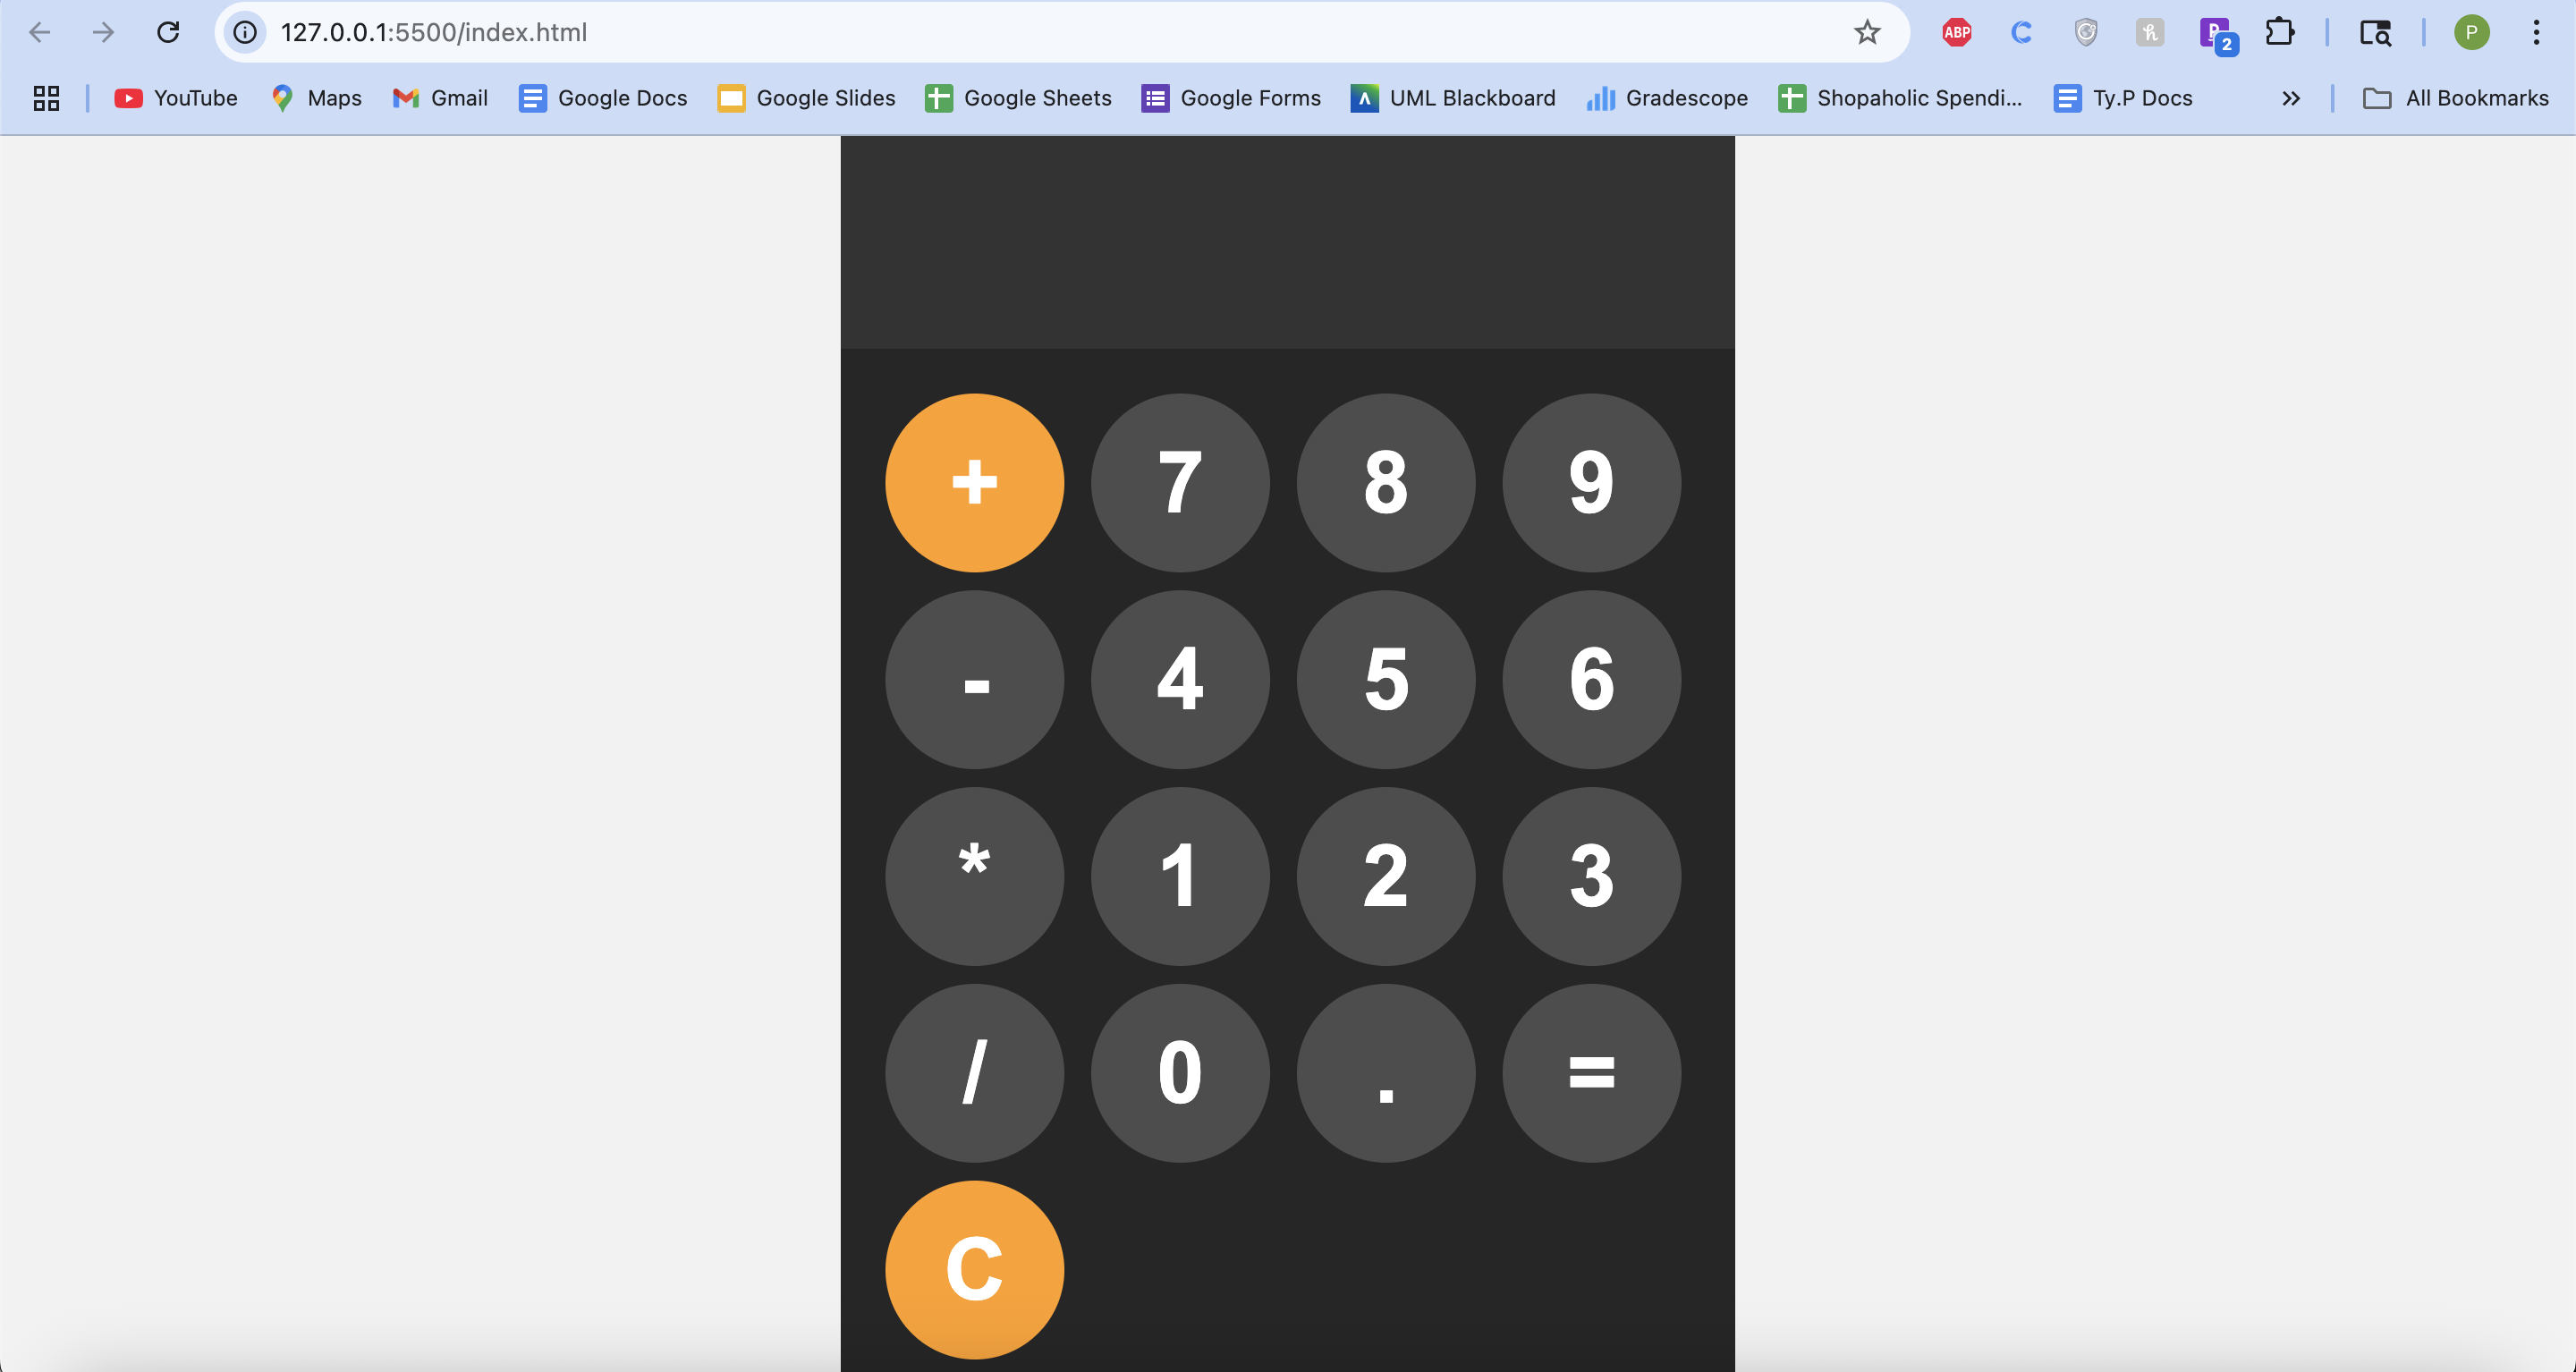 127.0.0.1:5500/index.html ABP 2 P
YouTube Maps Gmail Google Docs Google Slides Google Sheets Google Forms UML Blackboard Gradescope Shopaholic Spendi... Ty.P Docs All Bookmarks
+ 7 8 9
- 4 5 6
* 1 2 3
/ 0 . =
C